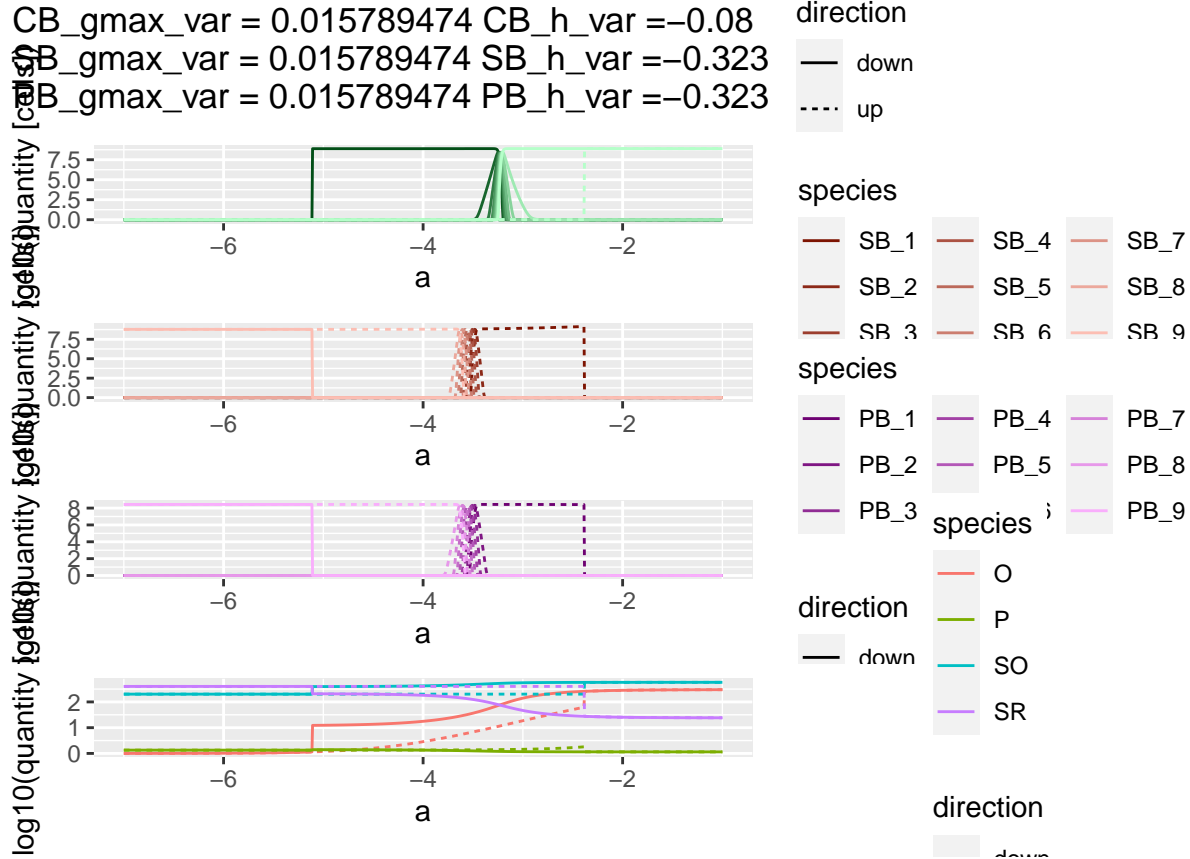 CB_gmax_var = 0.015789474 CB_h_var =−0.08
SB_gmax_var = 0.015789474 SB_h_var =−0.323
PB_gmax_var = 0.015789474 PB_h_var =−0.323
7.5
5.0
2.5
0.0
−6 −4 −2
a
7.5
5.0
2.5
0.0
−6 −4 −2
a
8
6
4
2
0
−6 −4 −2
a
2
1
0
−6 −4 −2
a
log10(quantity
quantity
quantity
quantity [cells])
direction
down
up
species
SB_1 SB_4 SB_7
SB_2 SB_5 SB_8
SB_3 SB_6 SB_9
species
PB_1 PB_4 PB_7
PB_2 PB_5 PB_8
PB_3 PB_9
species
O
P
SO
SR
direction
down
direction
down